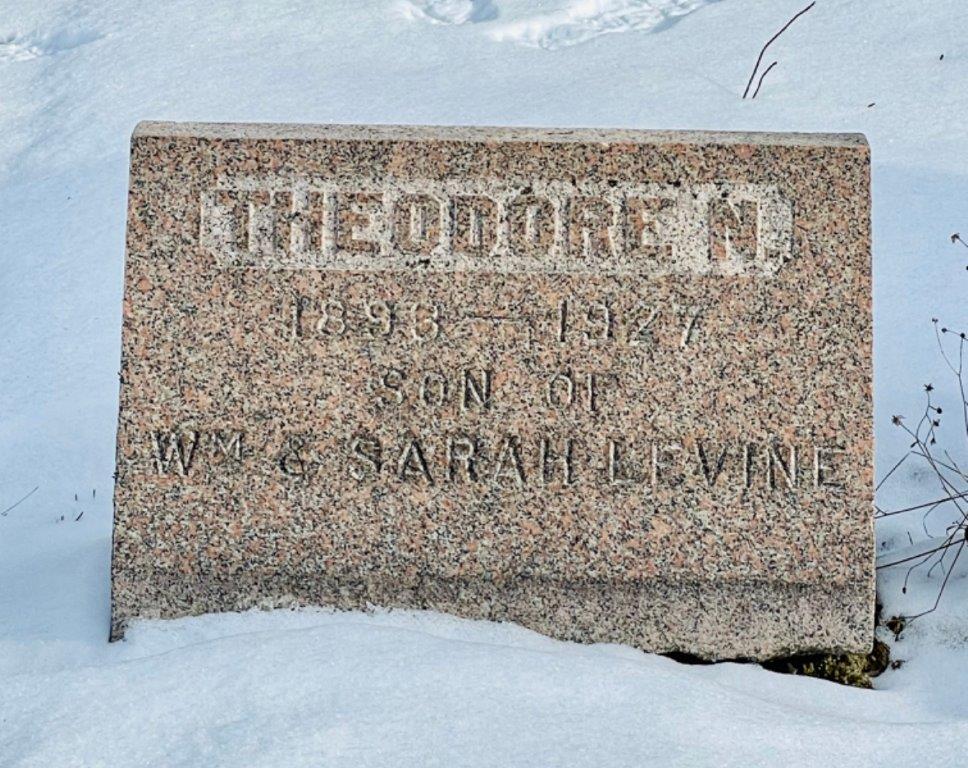 THEODORE N.
1893 — 1927
SON OF
WM & SARAH LEVINE